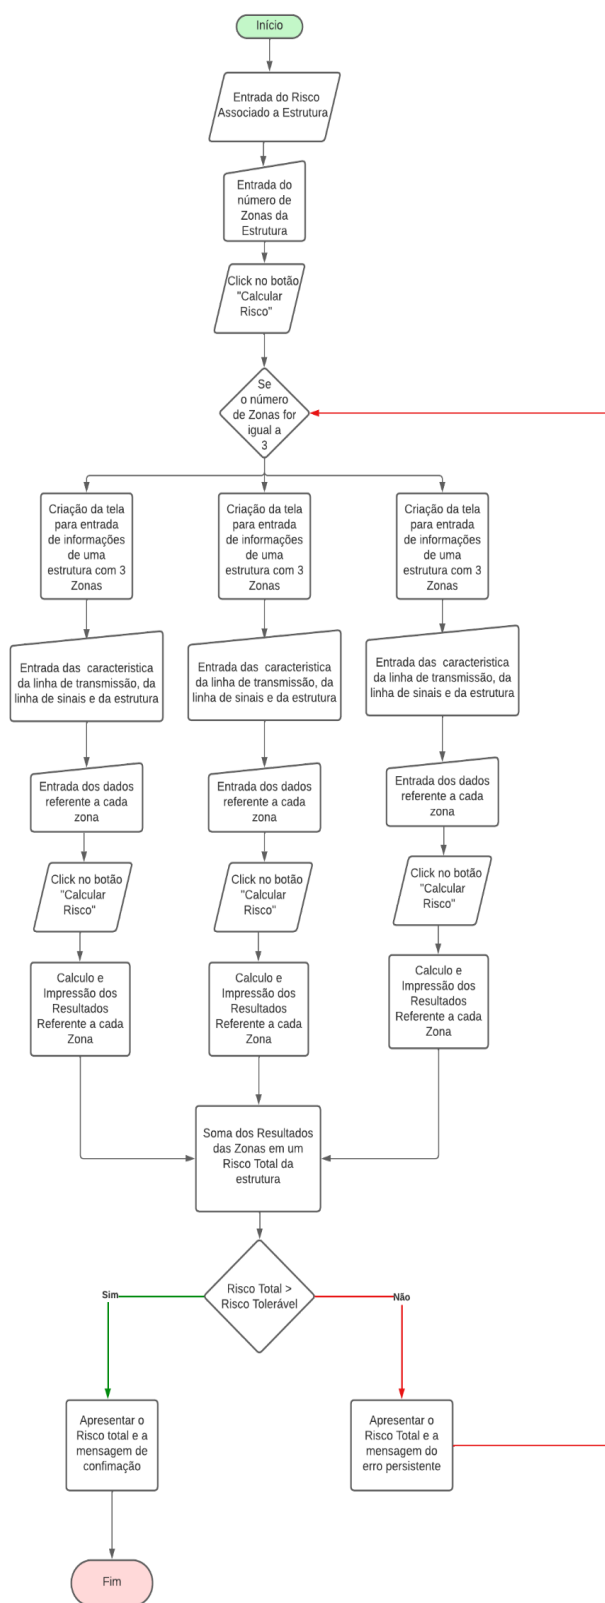 Início
Entrada do Risco
Associado a Estrutura
Entrada do
número de
Zonas da
Estrutura
Click no botão
"Calcular
Risco"
Se
o número
de Zonas for
igual a
3
Criação da tela
para entrada
de informações
de uma
estrutura com 3
Zonas
Criação da tela
para entrada
de informações
de uma
estrutura com 3
Zonas
Criação da tela
para entrada
de informações
de uma
estrutura com 3
Zonas
Entrada das caracteristica
da linha de transmissão, da
linha de sinais e da estrutura
Entrada das caracteristica
da linha de transmissão, da
linha de sinais e da estrutura
Entrada das caracteristica
da linha de transmissão, da
linha de sinais e da estrutura
Entrada dos dados
referente a cada
zona
Entrada dos dados
referente a cada
zona
Entrada dos dados
referente a cada
zona
Click no botão
"Calcular
Risco"
Click no botão
"Calcular
Risco"
Click no botão
"Calcular
Risco"
Calculo e
Impressão dos
Resultados
Referente a cada
Zona
Calculo e
Impressão dos
Resultados
Referente a cada
Zona
Calculo e
Impressão dos
Resultados
Referente a cada
Zona
Soma dos Resultados
das Zonas em um
Risco Total da
estrutura
Risco Total >
Risco Tolerável
Sim
Não
Apresentar o
Risco total e a
mensagem de
confimação
Apresentar o
Risco Total e a
mensagem do
erro persistente
Fim